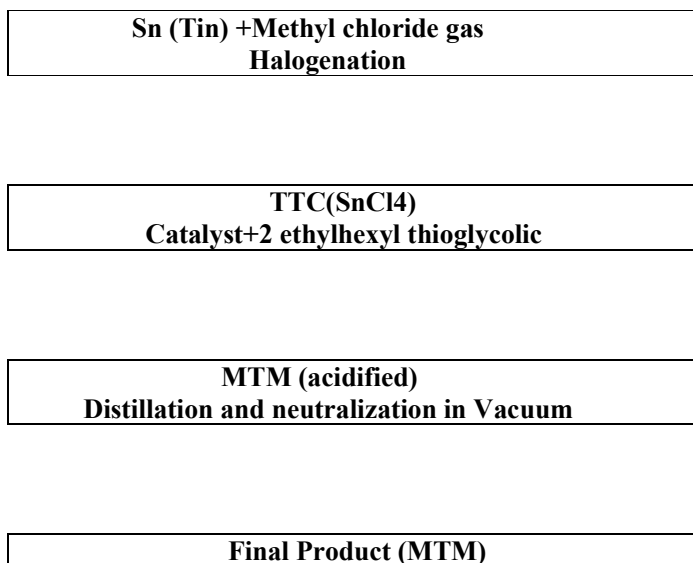 Sn (Tin) +Methyl chloride gas
Halogenation
TTC(SnCl4)
Catalyst+2 ethylhexyl thioglycolic
MTM (acidified)
Distillation and neutralization in Vacuum
Final Product (MTM)